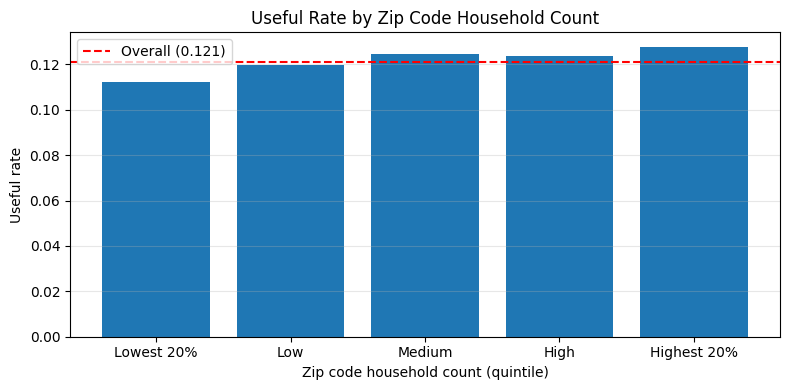 Useful Rate by Zip Code Household Count
Overall (0.121)
Useful rate
0.12
0.10
0.08
0.06
0.04
0.02
0.00
Lowest 20%
Low
Medium
High
Highest 20%
Zip code household count (quintile)